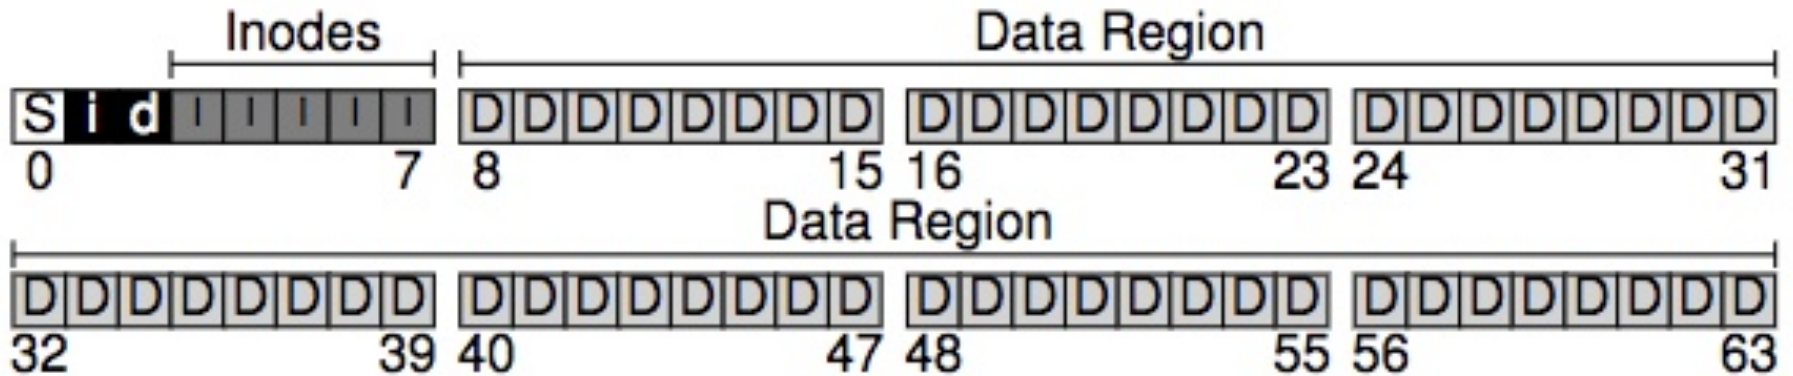 Inodes Data Region
S i d I I I I I D D D D D D D D D D D D D D D D D D D D D D D D
0 7 8 15 16 23 24 31
Data Region
D D D D D D D D D D D D D D D D D D D D D D D D D D D D D D D D
32 39 40 47 48 55 56 63